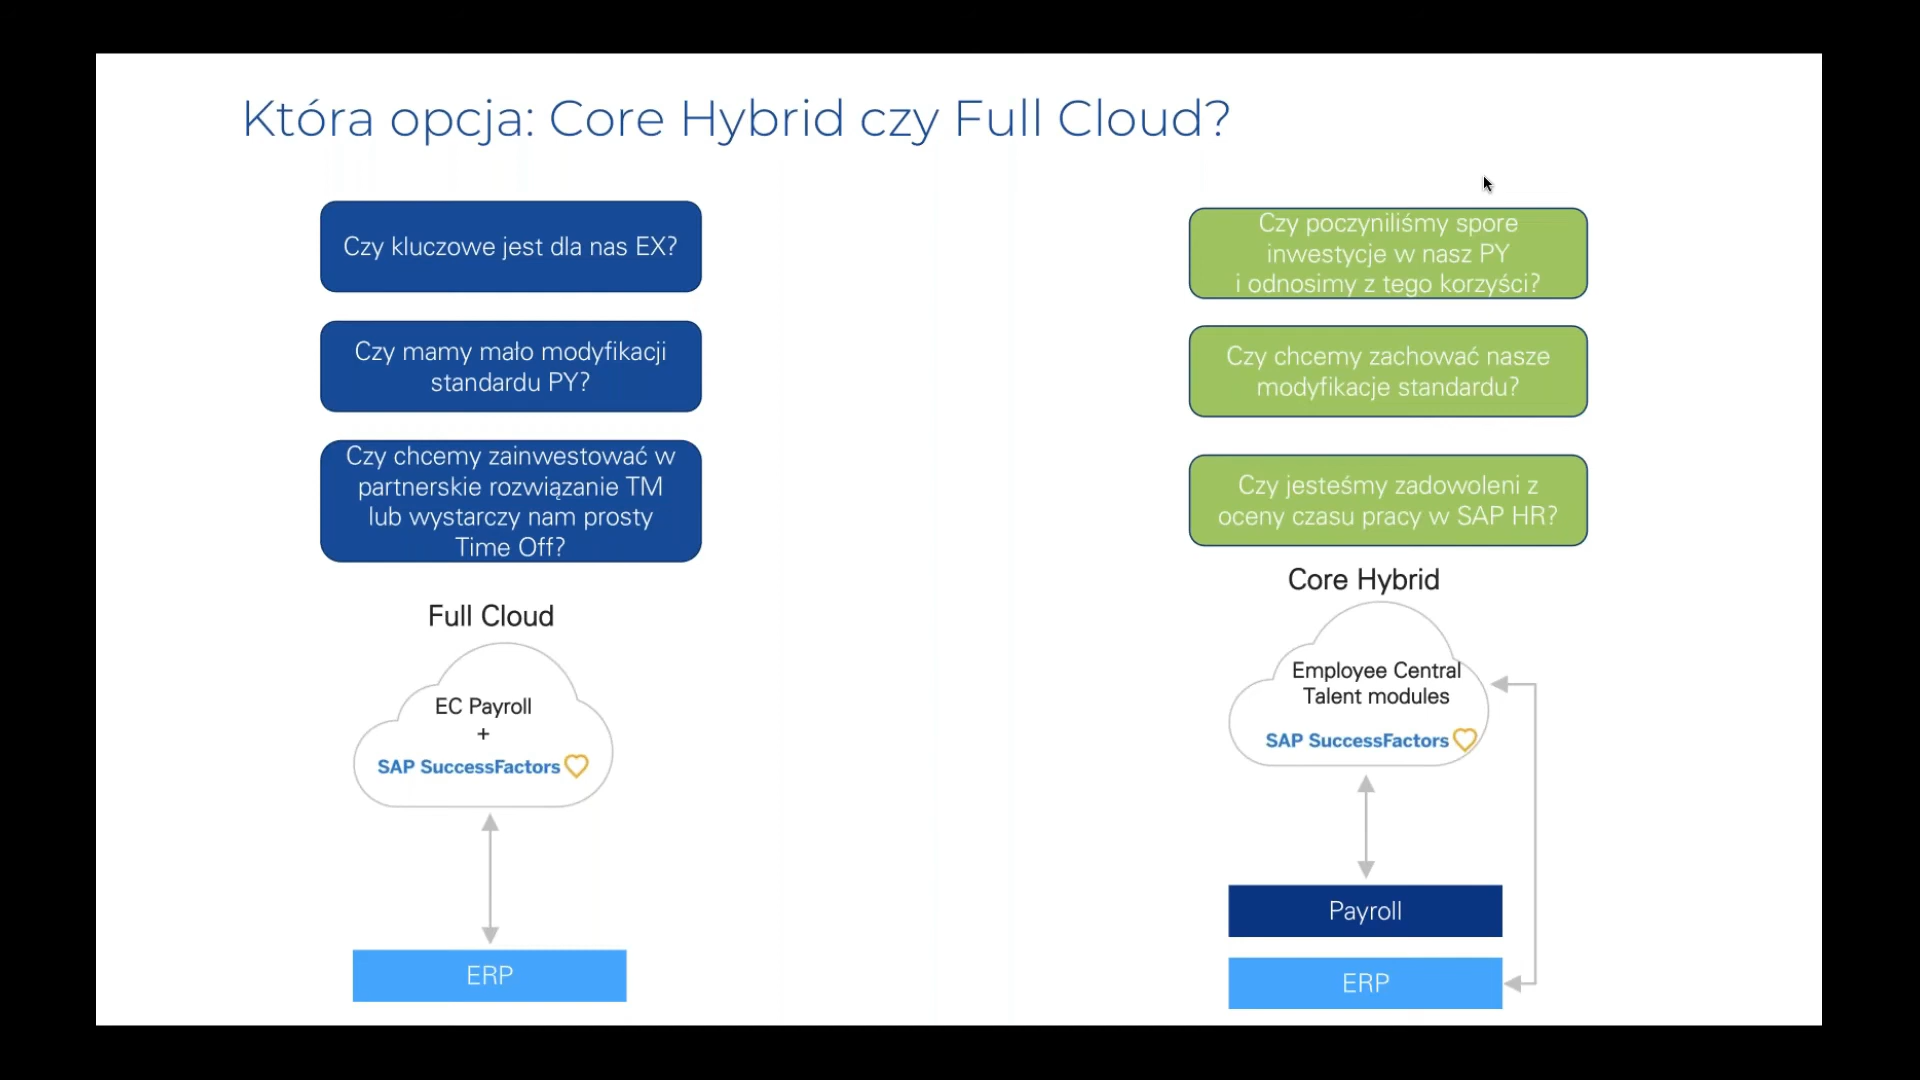 Która opcja: Core Hybrid czy Full Cloud?
Czy kluczowe jest dla nas EX?
Czy mamy mało modyfikacji
standardu PY?
Czy chcemy zainwestować w
partnerskie rozwiązanie TM
lub wystarczy nam prosty
Time Off?
Full Cloud
EC Payroll
+
SAP SuccessFactors
ERP
Czy poczyniliśmy spore
inwestycje w nasz PY
i odnosimy z tego korzyści?
Czy chcemy zachować nasze
modyfikacje standardu?
Czy jesteśmy zadowoleni z
oceny czasu pracy w SAP HR?
Core Hybrid
Employee Central
Talent modules
SAP SuccessFactors
Payroll
ERP